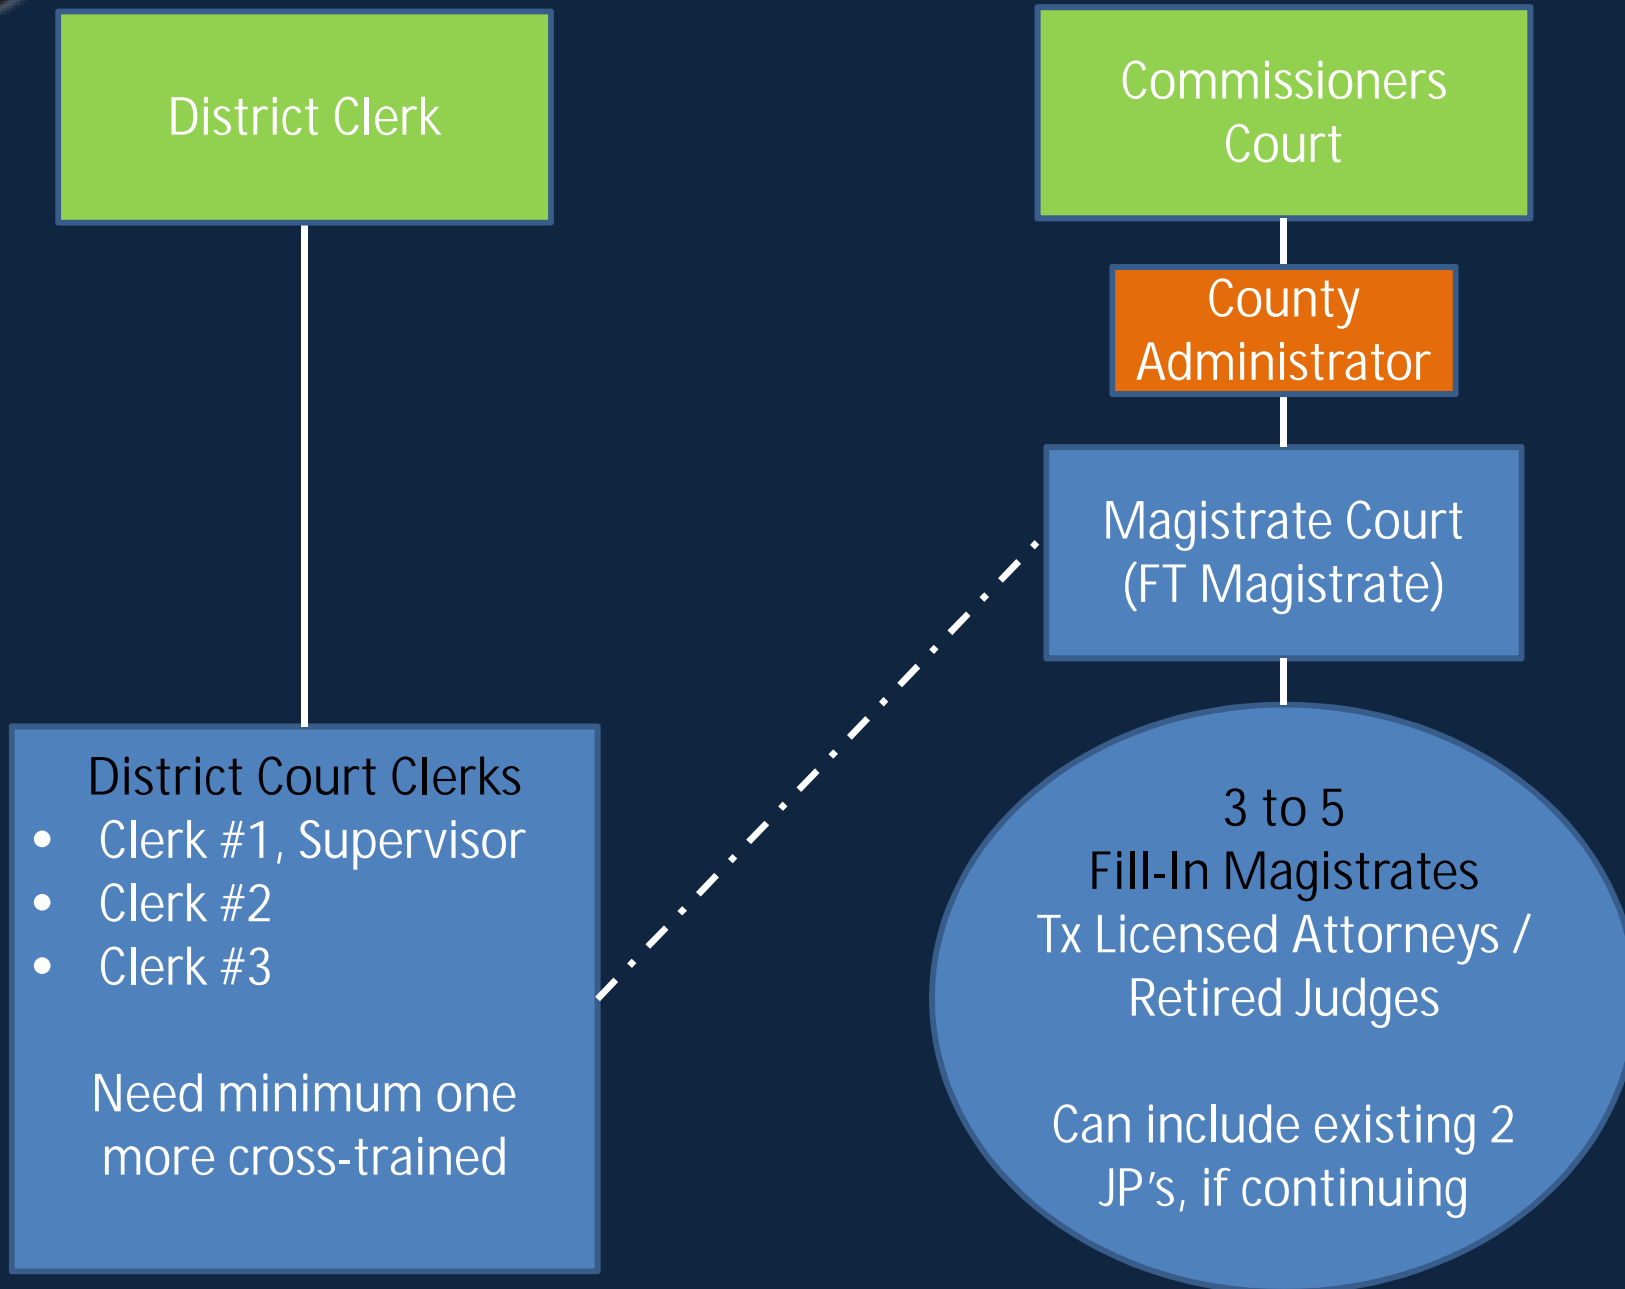 District Clerk
Commissioners
Court
County
Administrator
Magistrate Court
(FT Magistrate)
District Court Clerks
• Clerk #1, Supervisor
• Clerk #2
• Clerk #3
Need minimum one
more cross-trained
3 to 5
Fill-In Magistrates
Tx Licensed Attorneys /
Retired Judges
Can include existing 2
JP’s, if continuing